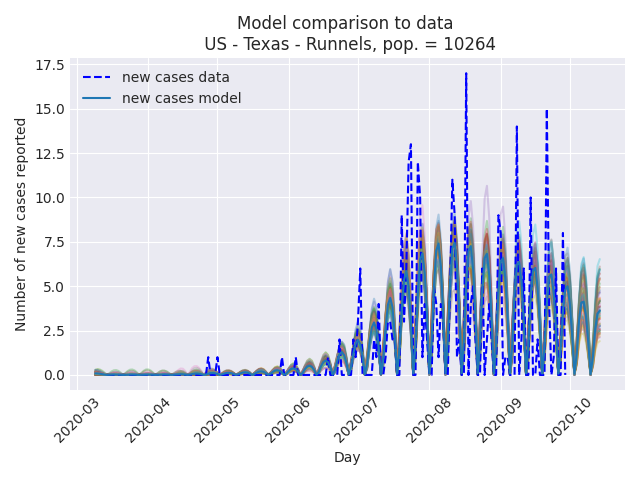 Model comparison to data
US - Texas - Runnels, pop. = 10264
17.5
15.0
12.5
10.0
7.5
5.0
2.5
0.0
Number of new cases reported
new cases data
new cases model
2020-03
2020-04
2020-05
2020-06
2020-07
2020-08
2020-09
2020-10
Day